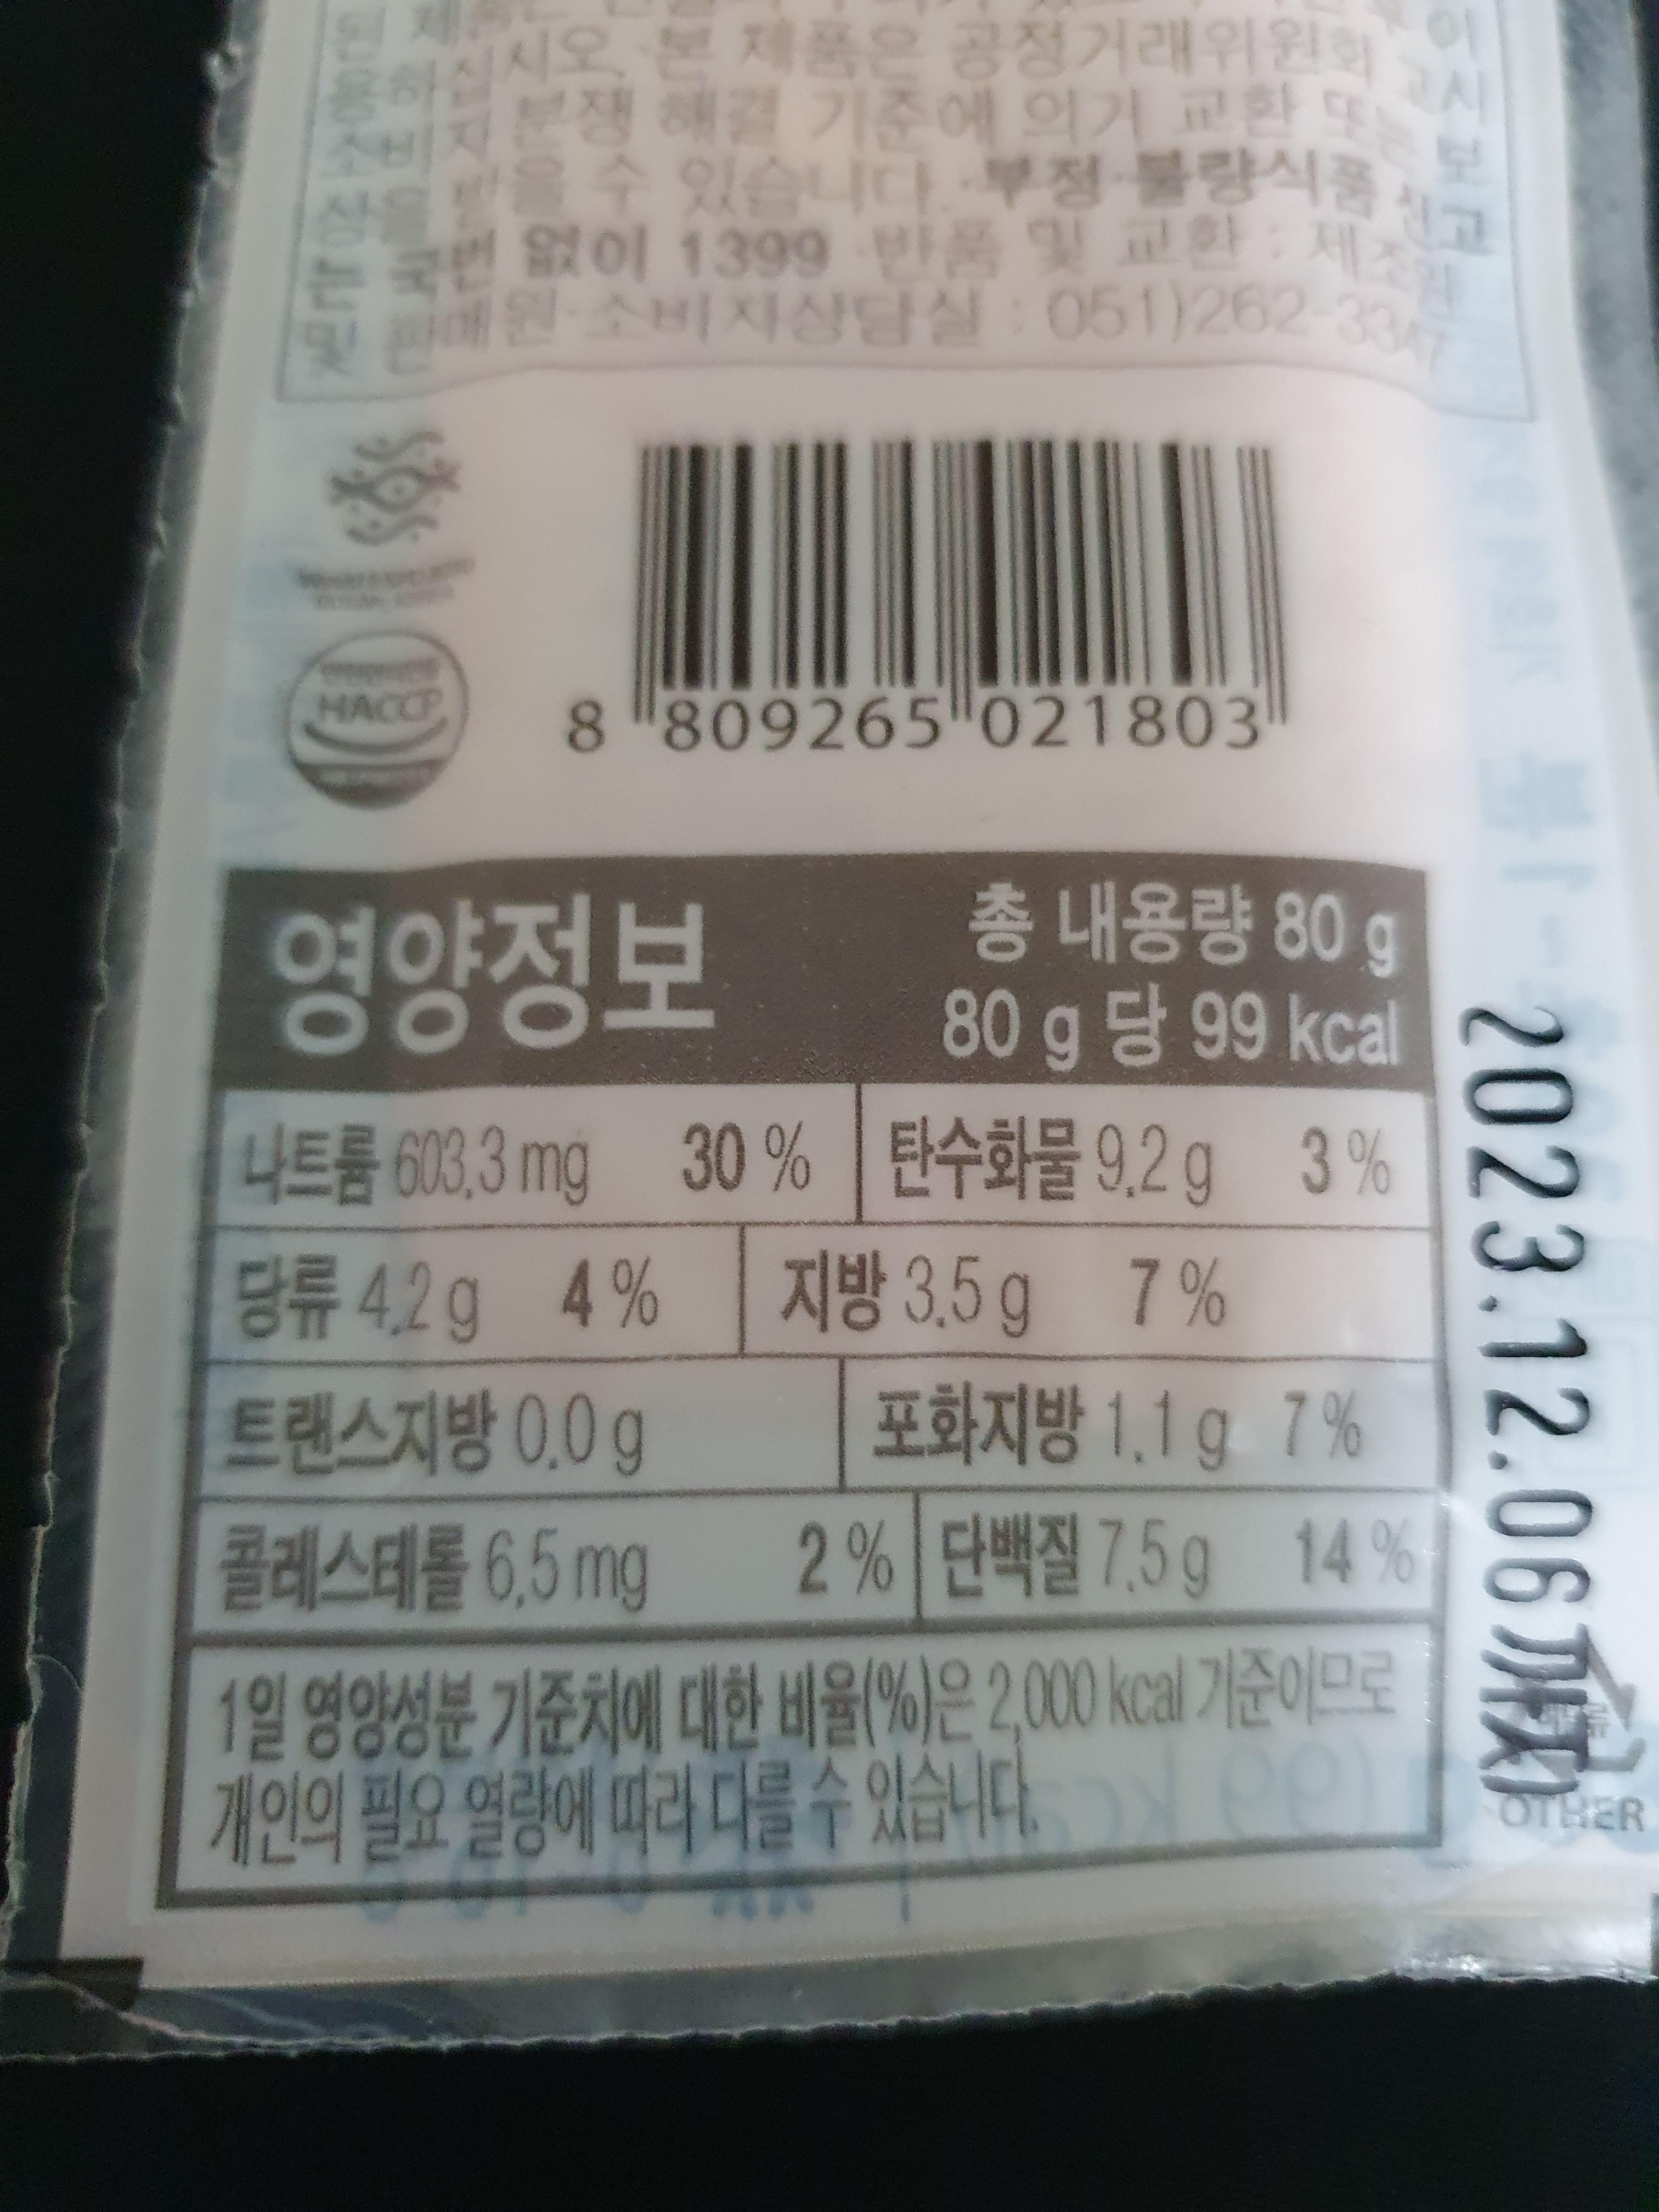 시오. 본 제품은 공정거래위원회
분쟁 해결 기준에 의거 교환 또는
받을 수 있습니다. 부정·불량식품
국번 없이 1399 반품 및 교환 : 제조원
매원 소비자상담실 : 051)262-3347
HACCP
8 809265 021803
영양정보
총 내용량 80 g
80 g 당 99 kcal
나트륨 603.3 mg 30 % 탄수화물 9.2 g 3 %
당류 4.2 g 4 % 지방 3.5 g 7 %
트랜스지방 0.0 g 포화지방 1.1 g 7 %
콜레스테롤 6.5 mg 2 % 단백질 7.5 g 14 %
1일 영양성분 기준치에 대한 비율(%)은 2,000 kcal 기준이므로
개인의 필요 열량에 따라 다를 수 있습니다.
2023.12.06까지
OTHER